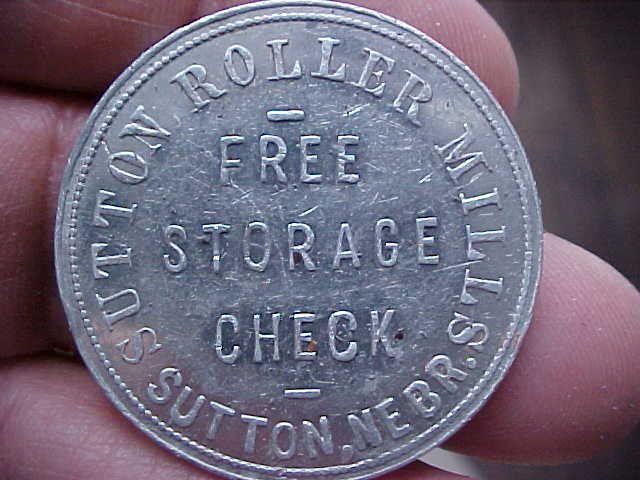 SUTTON ROLLER MILLS
FREE
STORAGE
CHECK
SUTTON, NEBR.